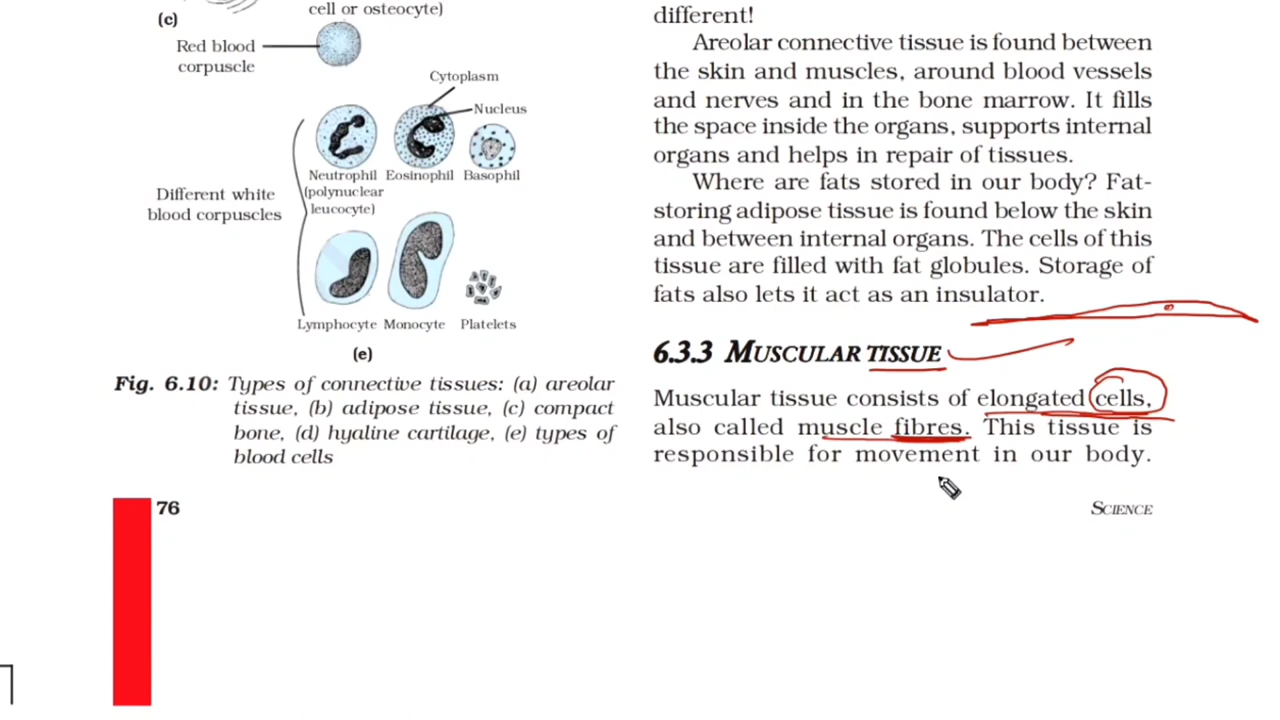 cell or osteocyte)
(c)
Red blood
corpuscle
Cytoplasm
Nucleus
Neutrophil Eosinophil Basophil
(polynuclear
leucocyte)
Different white
blood corpuscles
Lymphocyte Monocyte Platelets
(e)
Fig. 6.10: Types of connective tissues: (a) areolar
tissue, (b) adipose tissue, (c) compact
bone, (d) hyaline cartilage, (e) types of
blood cells
76
different!
Areolar connective tissue is found between
the skin and muscles, around blood vessels
and nerves and in the bone marrow. It fills
the space inside the organs, supports internal
organs and helps in repair of tissues.
Where are fats stored in our body? Fat-
storing adipose tissue is found below the skin
and between internal organs. The cells of this
tissue are filled with fat globules. Storage of
fats also lets it act as an insulator.
6.3.3 MUSCULAR TISSUE
Muscular tissue consists of elongated cells,
also called muscle fibres. This tissue is
responsible for movement in our body.
SCIENCE